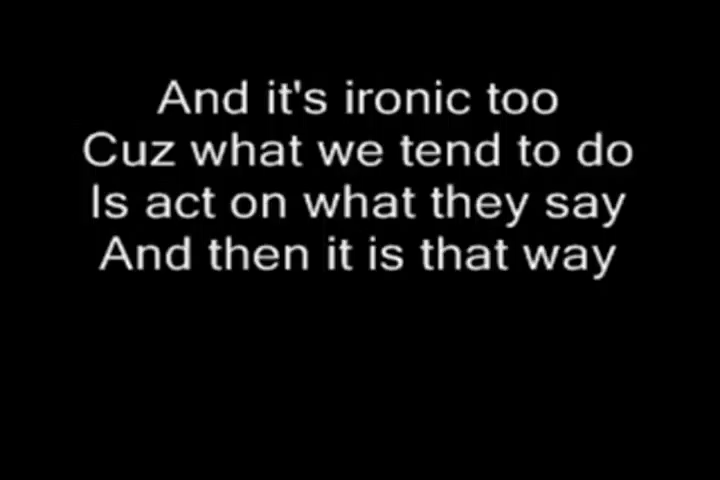 And it's ironic too
Cuz what we tend to do
Is act on what they say
And then it is that way